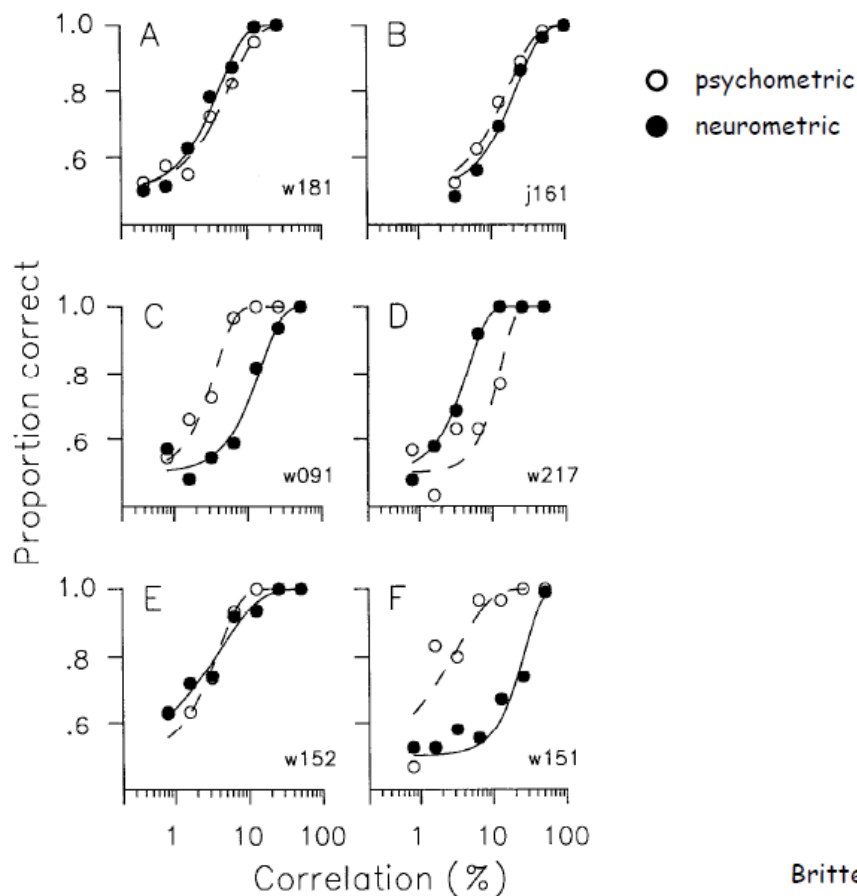 1.0 A B
.8
.6
w181 j161
psychometric
neurometric
Proportion correct
1.0 C D
.8
.6
w091 w217
1.0 E F
.8
.6
w152 w151
1 10 100 1 10 100
Correlation (%)
Britte